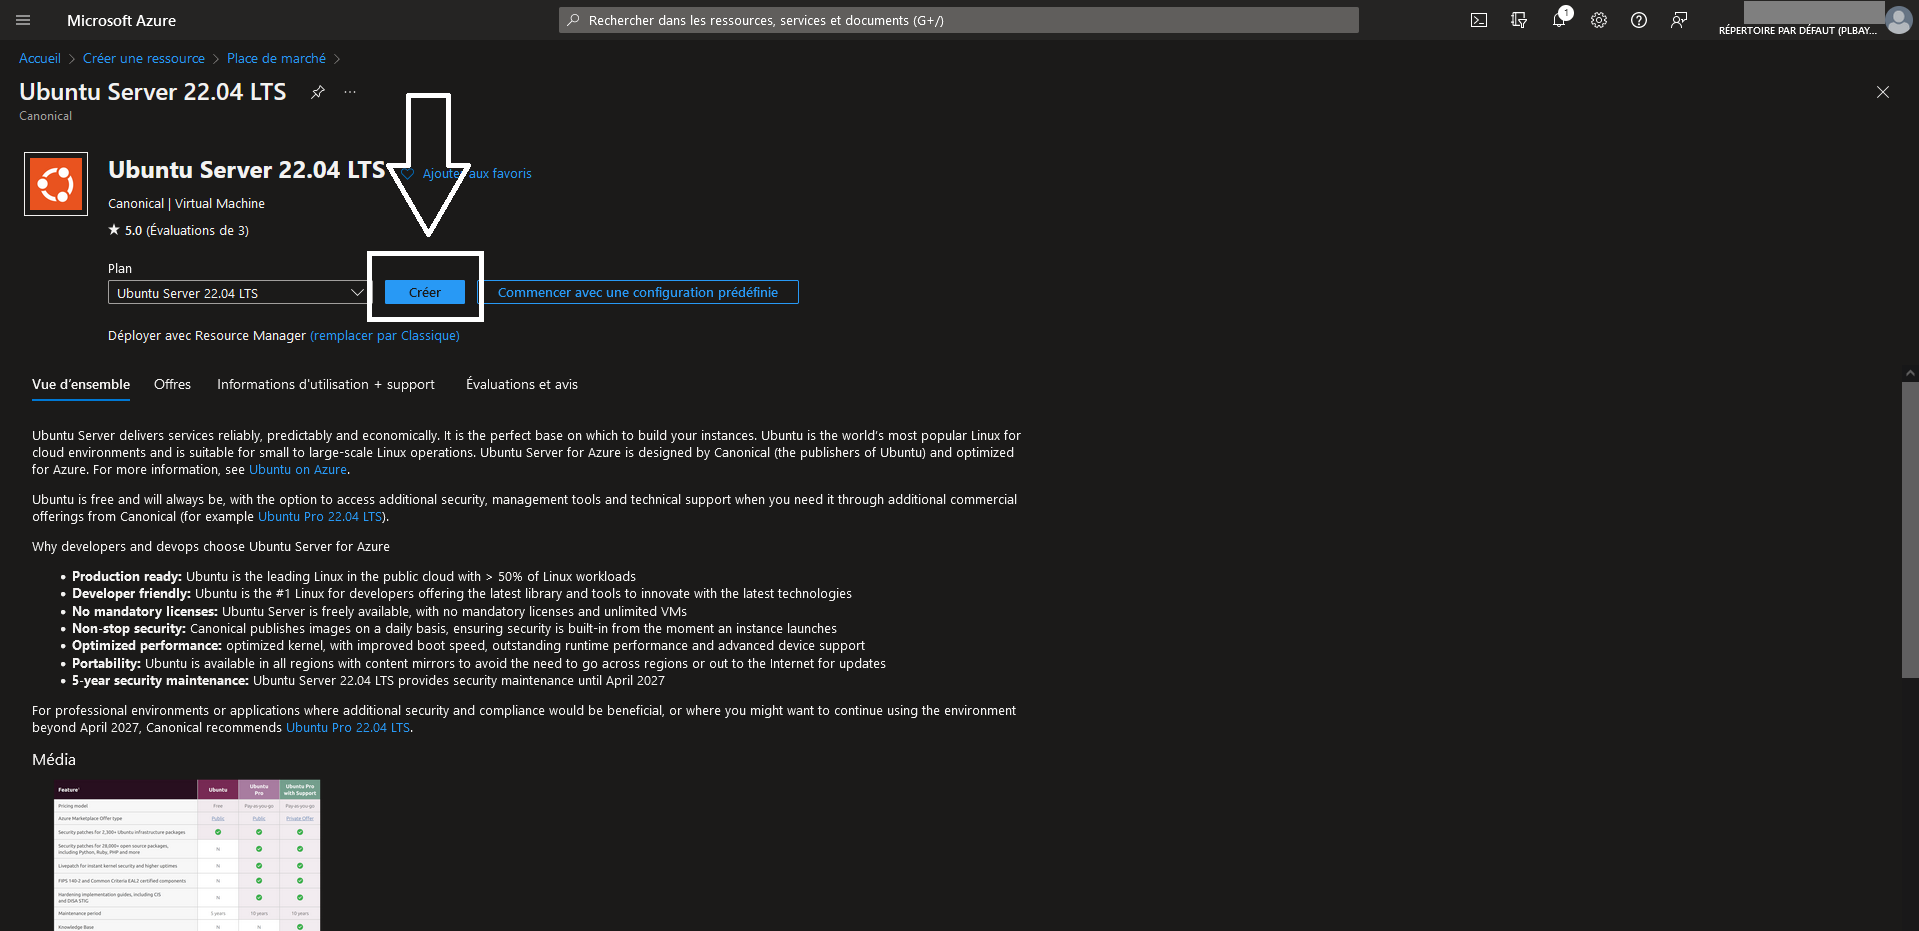 Microsoft Azure
Rechercher dans les ressources, services et documents (G+/)
1
RÉPERTOIRE PAR DÉFAUT (PLBAY...
Accueil
Créer une ressource
Place de marché
Ubuntu Server 22.04 LTS
...
Canonical
Ubuntu Server 22.04 LTS
Ajouter aux favoris
Canonical | Virtual Machine
★ 5.0 (Évaluations de 3)
Plan
Ubuntu Server 22.04 LTS
Créer
Commencer avec une configuration prédéfinie
Déployer avec Resource Manager (remplacer par Classique)
Vue d'ensemble
Offres
Informations d'utilisation + support
Évaluations et avis
Ubuntu Server delivers services reliably, predictably and economically. It is the perfect base on which to build your instances. Ubuntu is the world's most popular Linux for
cloud environments and is suitable for small to large-scale Linux operations. Ubuntu Server for Azure is designed by Canonical (the publishers of Ubuntu) and optimized
for Azure. For more information, see Ubuntu on Azure.
Ubuntu is free and will always be, with the option to access additional security, management tools and technical support when you need it through additional commercial
offerings from Canonical (for example Ubuntu Pro 22.04 LTS).
Why developers and devops choose Ubuntu Server for Azure
• Production ready: Ubuntu is the leading Linux in the public cloud with > 50% of Linux workloads
• Developer friendly: Ubuntu is the #1 Linux for developers offering the latest library and tools to innovate with the latest technologies
• No mandatory licenses: Ubuntu Server is freely available, with no mandatory licenses and unlimited VMs
• Non-stop security: Canonical publishes images on a daily basis, ensuring security is built-in from the moment an instance launches
• Optimized performance: optimized kernel, with improved boot speed, outstanding runtime performance and advanced device support
• Portability: Ubuntu is available in all regions with content mirrors to avoid the need to go across regions or out to the Internet for updates
• 5-year security maintenance: Ubuntu Server 22.04 LTS provides security maintenance until April 2027
For professional environments or applications where additional security and compliance would be beneficial, or where you might want to continue using the environment
beyond April 2027, Canonical recommends Ubuntu Pro 22.04 LTS.
Média
Feature Ubuntu Ubuntu Pro Ubuntu Pro with Support
Pricing model Free Pay as you go Pay as you go
Azure Marketplace Offer type Public Public Private Offer
Security patches for 2,300+ Ubuntu infrastructure packages
Security patches for 28,000+ open source packages,
including Python, Ruby, PHP and more N
Livepatch for instant kernel security and higher uptimes N
FIPS 140-2 and Common Criteria EAL2 certified components N
Hardening implementation guides, including CIS
and DISA STIG N
Maintenance period 5 years 10 years 10 years
Knowledge Base N N